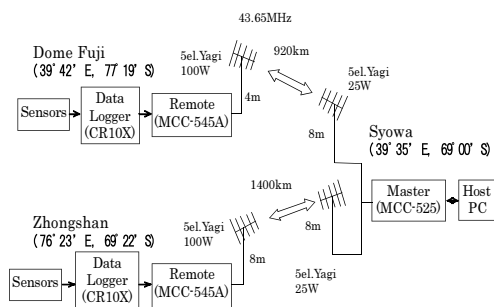 43.65MHz
Dome Fuji
(39°42' E, 77°19' S)
5el.Yagi
100W
920km
5el.Yagi
25W
Sensors
Data
Logger
(CR10X)
Remote
(MCC-545A)
4m
8m
Syowa
(39°35' E, 69°00' S)
Master
(MCC-525)
Host
PC
1400km
Zhongshan
(76°23' E, 69°22' S)
5el.Yagi
100W
8m
8m
5el.Yagi
25W
Sensors
Data
Logger
(CR10X)
Remote
(MCC-545A)